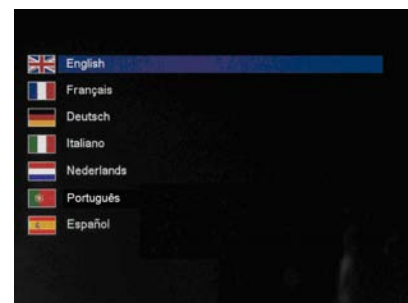 English
Français
Deutsch
Italiano
Nederlands
Português
Español